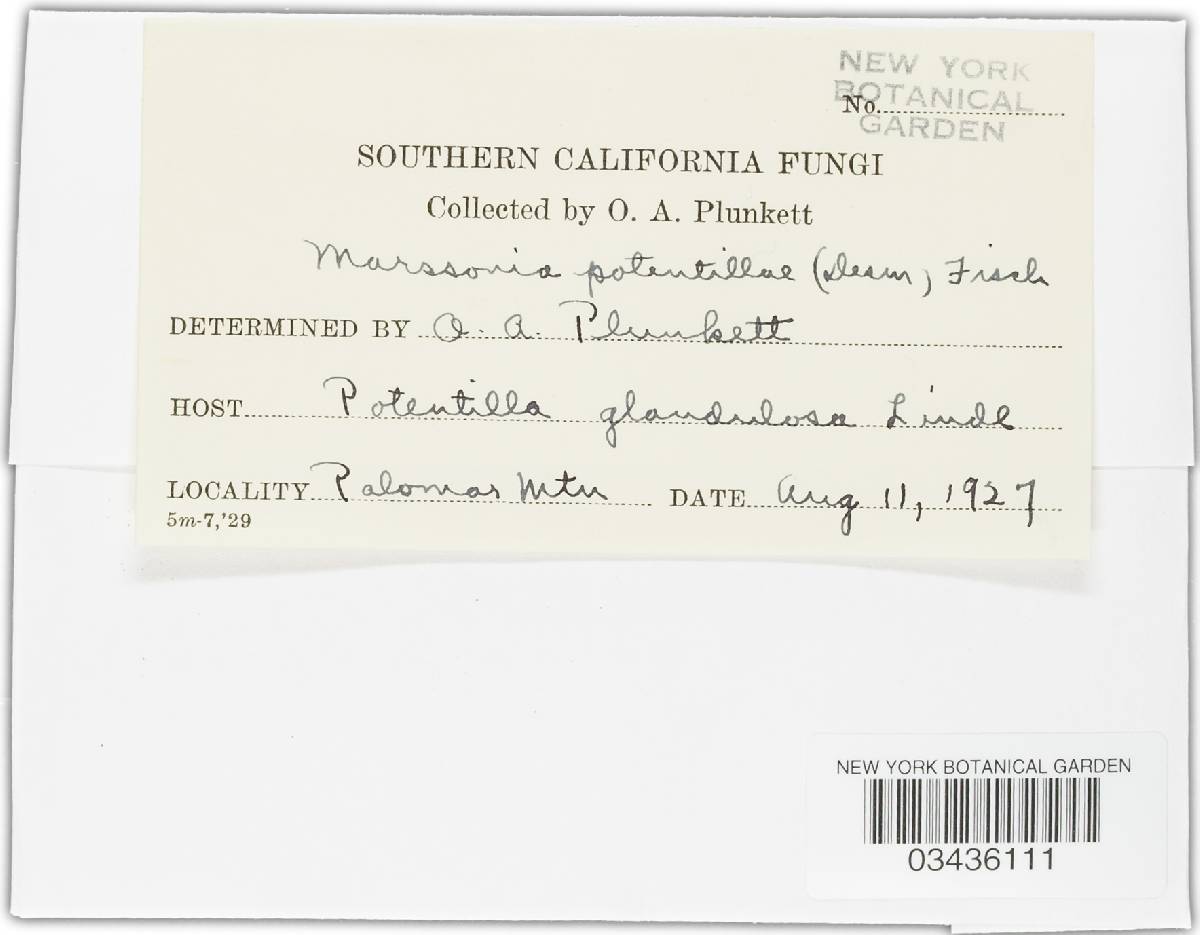 NEW YORK
BOTANICAL
GARDEN
No.
SOUTHERN CALIFORNIA FUNGI
Collected by O. A. Plunkett
Marssonia potentillae (Desm) Fisch
DETERMINED BY O. A. Plunkett
HOST Potentilla glandulosa Lindl
LOCALITY Palomar Mtn DATE Aug 11, 1927
5m-7,'29
NEW YORK BOTANICAL GARDEN
03436111